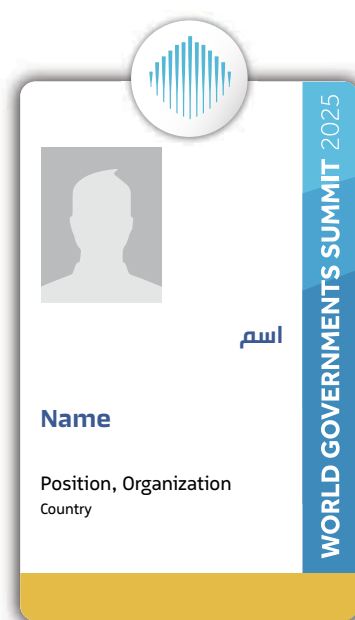 اسم
Name
Position, Organization
Country
WORLD GOVERNMENTS SUMMIT 2025